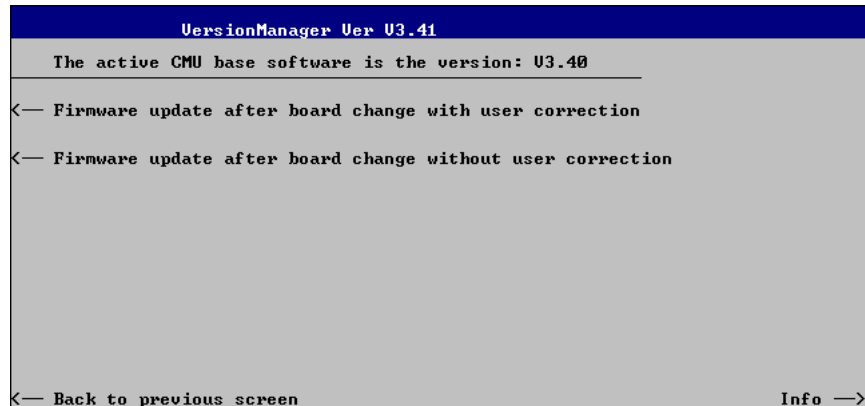 VersionManager Ver V3.41
The active CMU base software is the version: V3.40
<— Firmware update after board change with user correction
<— Firmware update after board change without user correction
<— Back to previous screen Info —>